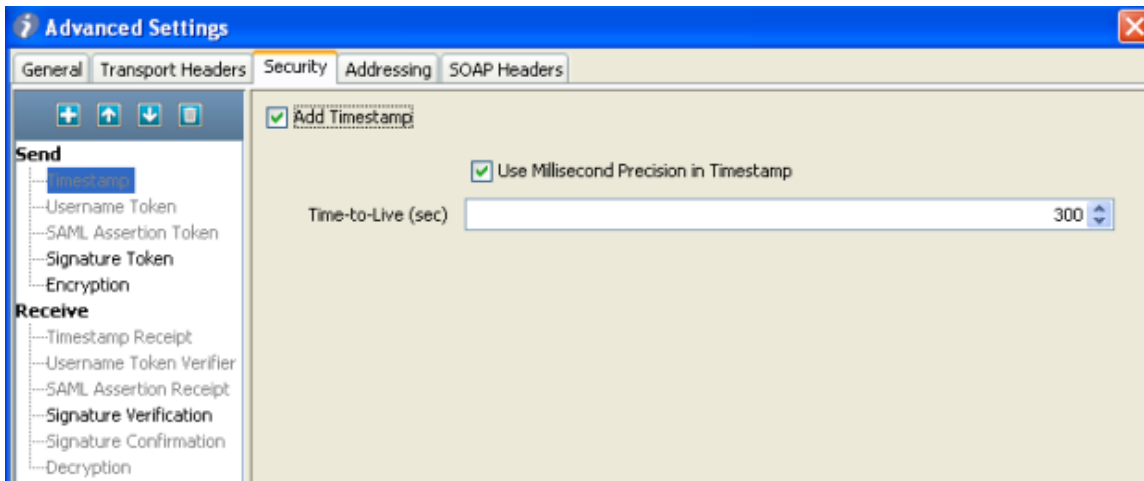 Advanced Settings
General Transport Headers Security Addressing SOAP Headers
Add Timestamp
Send
Timestamp
Use Millisecond Precision in Timestamp
Username Token
Time-to-Live (sec) 300
SAML Assertion Token
Signature Token
Encryption
Receive
Timestamp Receipt
Username Token Verifier
SAML Assertion Receipt
Signature Verification
Signature Confirmation
Decryption